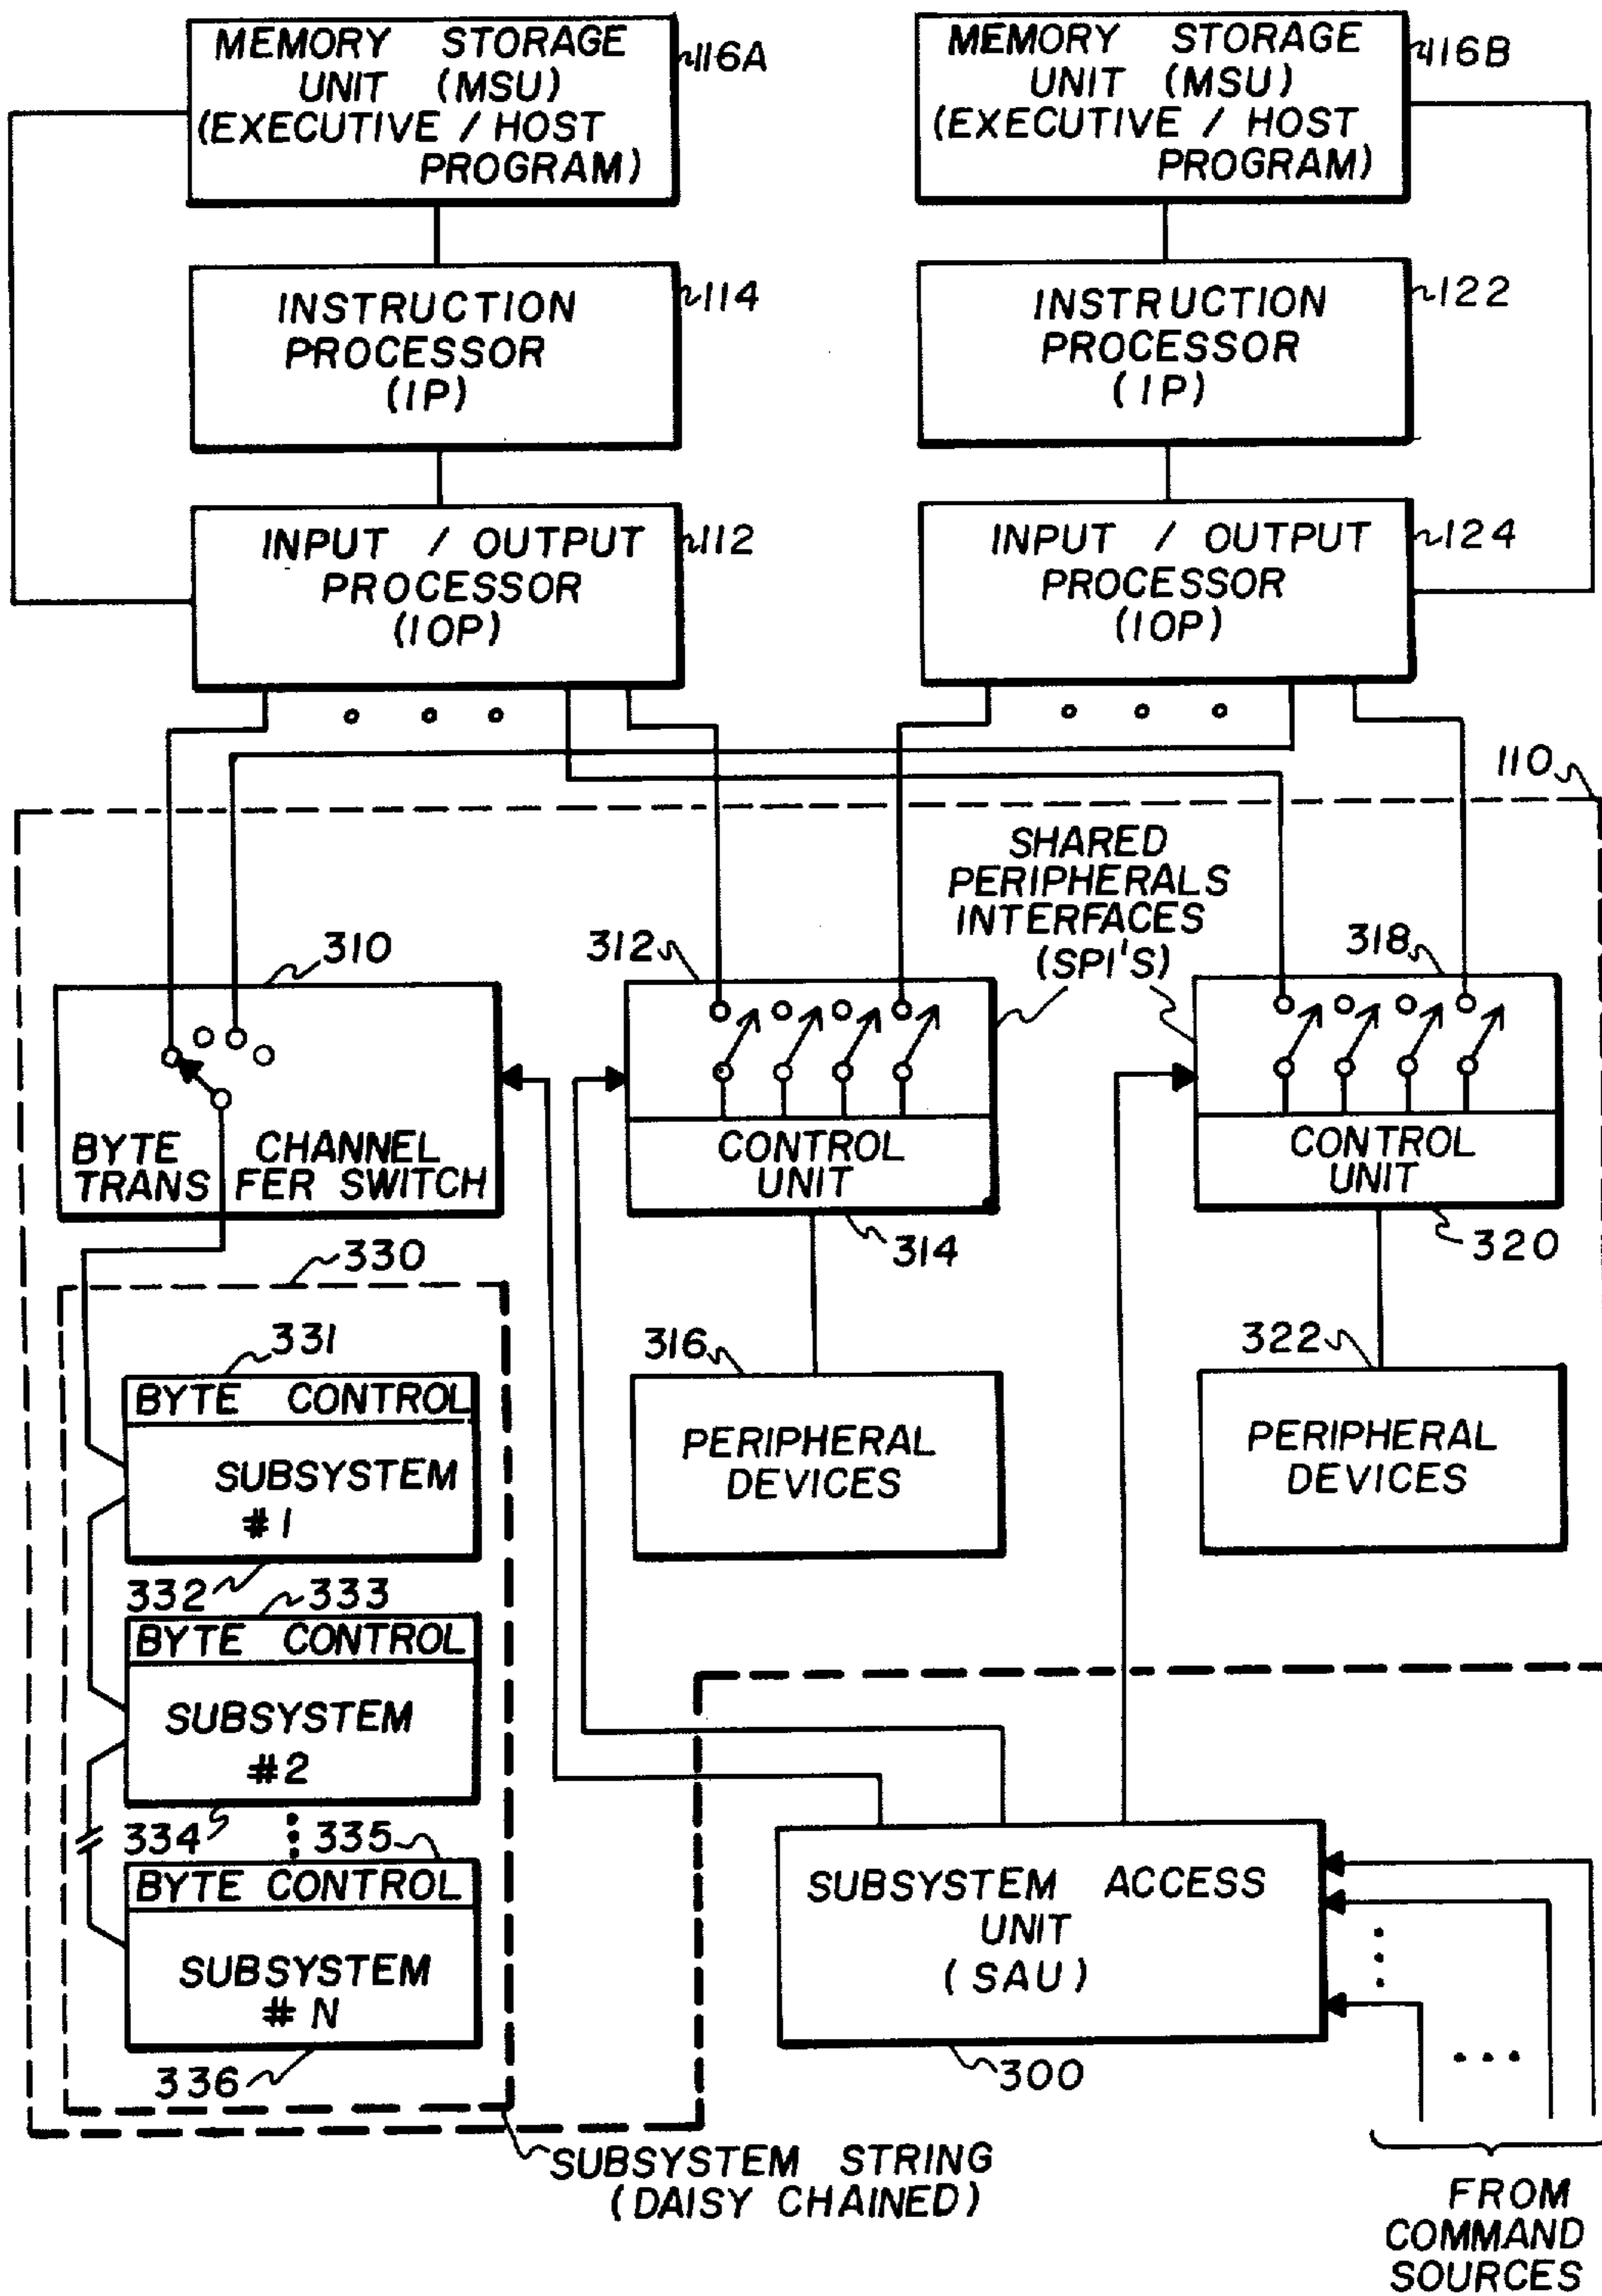 MEMORY STORAGE
UNIT (MSU)
(EXECUTIVE / HOST
PROGRAM)
116A
MEMORY STORAGE
UNIT (MSU)
(EXECUTIVE / HOST
PROGRAM)
116B
INSTRUCTION
PROCESSOR
(IP)
114
INSTRUCTION
PROCESSOR
(IP)
122
INPUT / OUTPUT
PROCESSOR
(IOP)
112
INPUT / OUTPUT
PROCESSOR
(IOP)
124
110
SHARED
PERIPHERALS
INTERFACES
(SPI'S)
310
312
318
BYTE CHANNEL
TRANS FER SWITCH
CONTROL
UNIT
314
CONTROL
UNIT
320
330
331
BYTE CONTROL
SUBSYSTEM
#1
332
316
PERIPHERAL
DEVICES
322
PERIPHERAL
DEVICES
333
BYTE CONTROL
SUBSYSTEM
#2
334
335
BYTE CONTROL
SUBSYSTEM
# N
336
SUBSYSTEM ACCESS
UNIT
(SAU)
300
SUBSYSTEM STRING
(DAISY CHAINED)
FROM
COMMAND
SOURCES